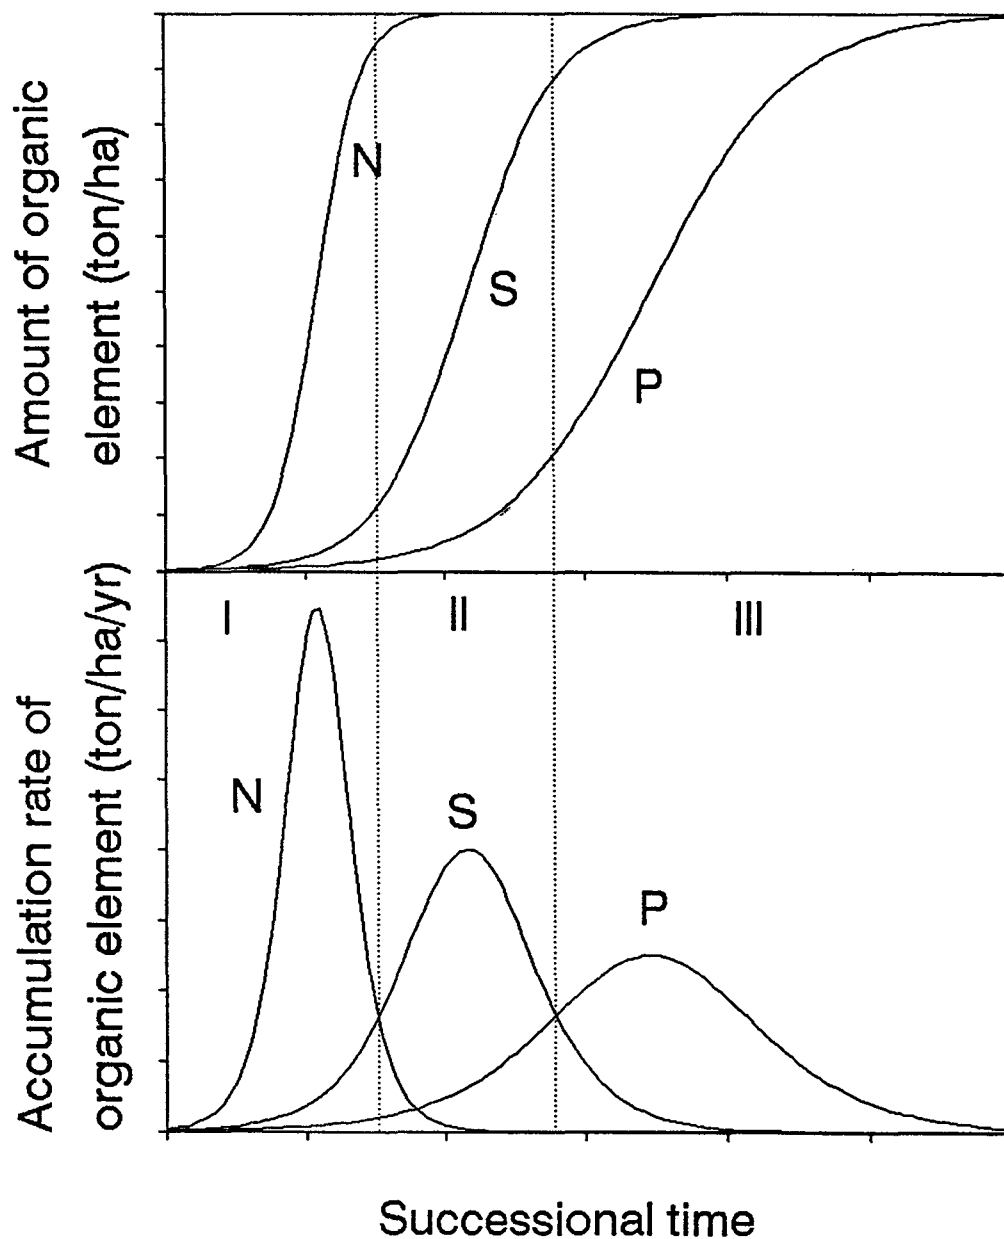 Amount of organic
element (ton/ha)
N
S
P
I
II
III
Accumulation rate of
organic element (ton/ha/yr)
N
S
P
Successional time